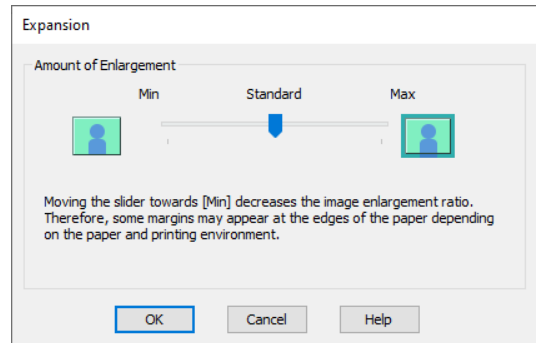 Expansion
Amount of Enlargement
Min Standard Max
Moving the slider towards [Min] decreases the image enlargement ratio.
Therefore, some margins may appear at the edges of the paper depending
on the paper and printing environment.
OK Cancel Help